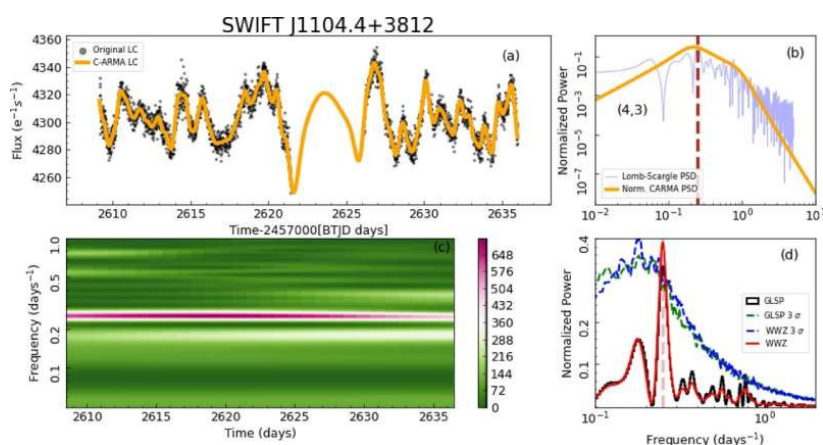 SWIFT J1104.4+3812
4360
4340
4320
4300
4280
4260
Flux (e⁻¹s⁻¹)
Original LC
C-ARMA LC
(a)
2610 2615 2620 2625 2630 2635
Time-2457000[BTJD days]
Normalized Power
10⁻¹
10⁻³
10⁻⁵
10⁻⁷
(b)
(4,3)
Lomb-Scargle PSD
Norm. CARMA PSD
10⁻² 10⁻¹ 10⁰ 10¹
(c)
Frequency (days⁻¹)
1.0
0.5
0.2
0.1
2610 2615 2620 2625 2630 2635
Time (days)
648
576
504
432
360
288
216
144
72
0
Normalized Power
0.4
0.2
0.1
(d)
GLSP
GLSP 3 σ
WWZ 3 σ
WWZ
10⁻¹ 10⁰
Frequency (days⁻¹)